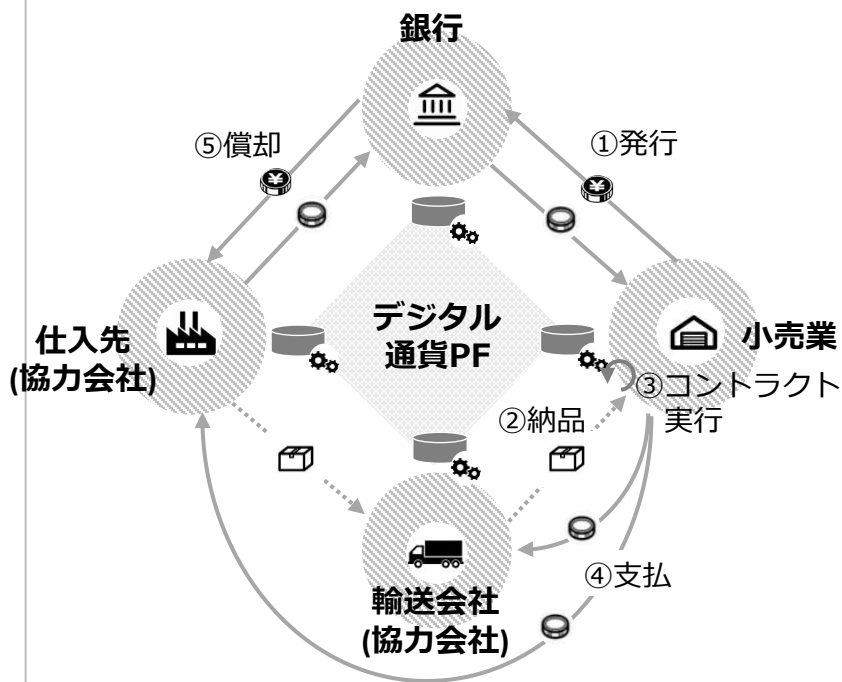 銀行
⑤償却
①発行
デジタル
通貨PF
仕入先
(協力会社)
小売業
③コントラクト
実行
②納品
④支払
輸送会社
(協力会社)